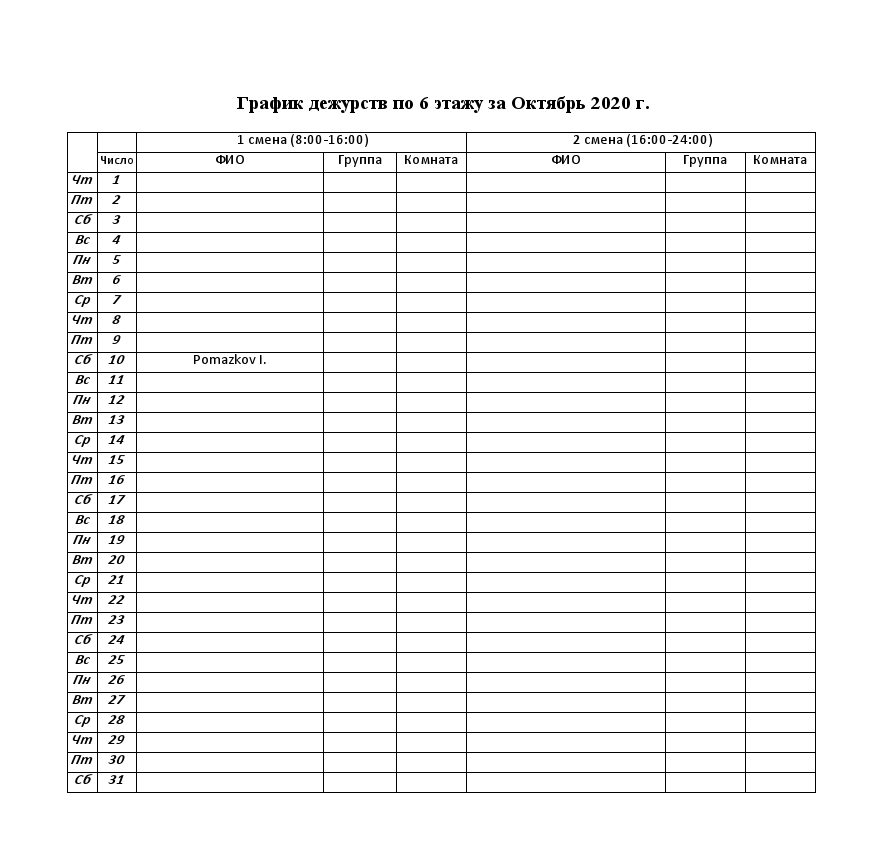 График дежурств по 6 этажу за Октябрь 2020 г.
1 смена (8:00-16:00) 2 смена (16:00-24:00)
Число ФИО Группа Комната ФИО Группа Комната
Чт 1
Пт 2
Сб 3
Вс 4
Пн 5
Вт 6
Ср 7
Чт 8
Пт 9
Сб 10 Pomazkov I.
Вс 11
Пн 12
Вт 13
Ср 14
Чт 15
Пт 16
Сб 17
Вс 18
Пн 19
Вт 20
Ср 21
Чт 22
Пт 23
Сб 24
Вс 25
Пн 26
Вт 27
Ср 28
Чт 29
Пт 30
Сб 31